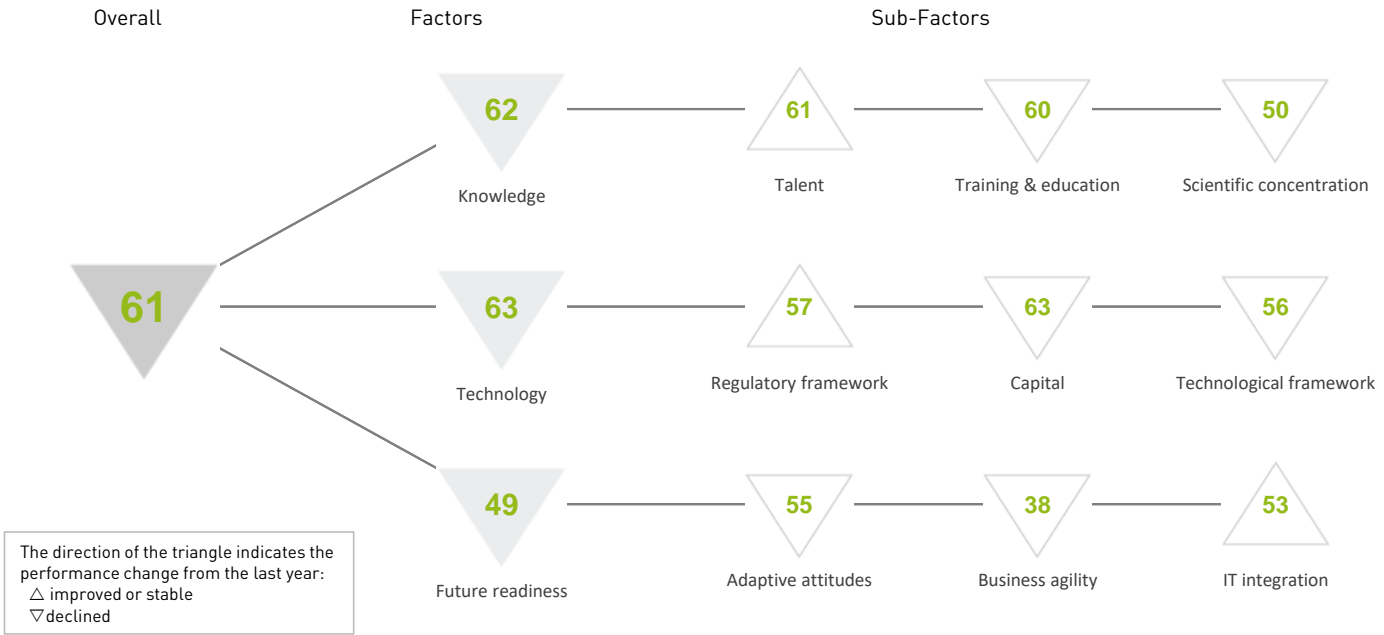 Overall
Factors
Sub-Factors
62
61
60
50
Knowledge
Talent
Training & education
Scientific concentration
61
63
57
63
56
Technology
Regulatory framework
Capital
Technological framework
49
55
38
53
Future readiness
Adaptive attitudes
Business agility
IT integration
The direction of the triangle indicates the
performance change from the last year:
△ improved or stable
▽ declined